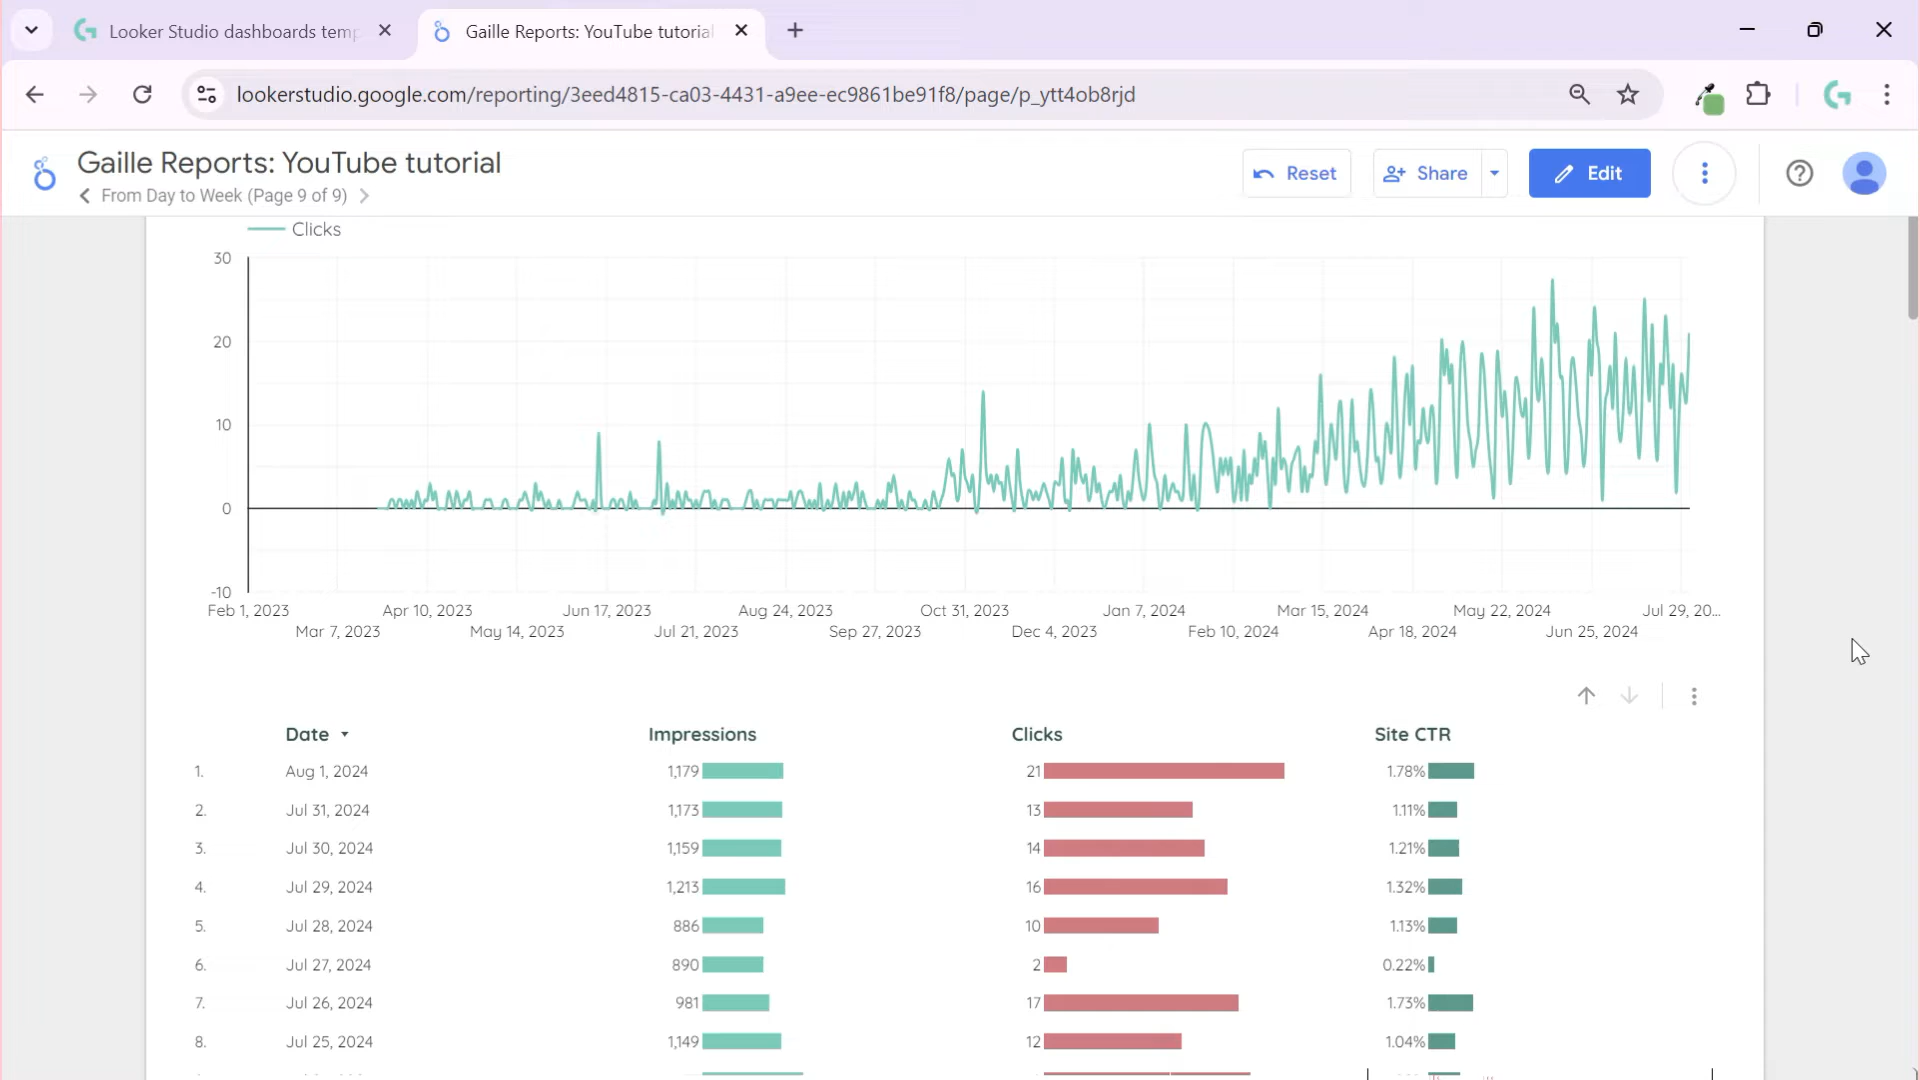 Looker Studio dashboards temp
Gaille Reports: YouTube tutorial
lookerstudio.google.com/reporting/3eed4815-ca03-4431-a9ee-ec9861be91f8/page/p_ytt4ob8rjd
Gaille Reports: YouTube tutorial
From Day to Week (Page 9 of 9)
Reset
Share
Edit
Clicks
30
20
10
0
-10
Feb 1, 2023 Apr 10, 2023 Jun 17, 2023 Aug 24, 2023 Oct 31, 2023 Jan 7, 2024 Mar 15, 2024 May 22, 2024 Jul 29, 20...
Mar 7, 2023 May 14, 2023 Jul 21, 2023 Sep 27, 2023 Dec 4, 2023 Feb 10, 2024 Apr 18, 2024 Jun 25, 2024
Date Impressions Clicks Site CTR
1. Aug 1, 2024 1,179 21 1.78%
2. Jul 31, 2024 1,173 13 1.11%
3. Jul 30, 2024 1,159 14 1.21%
4. Jul 29, 2024 1,213 16 1.32%
5. Jul 28, 2024 886 10 1.13%
6. Jul 27, 2024 890 2 0.22%
7. Jul 26, 2024 981 17 1.73%
8. Jul 25, 2024 1,149 12 1.04%